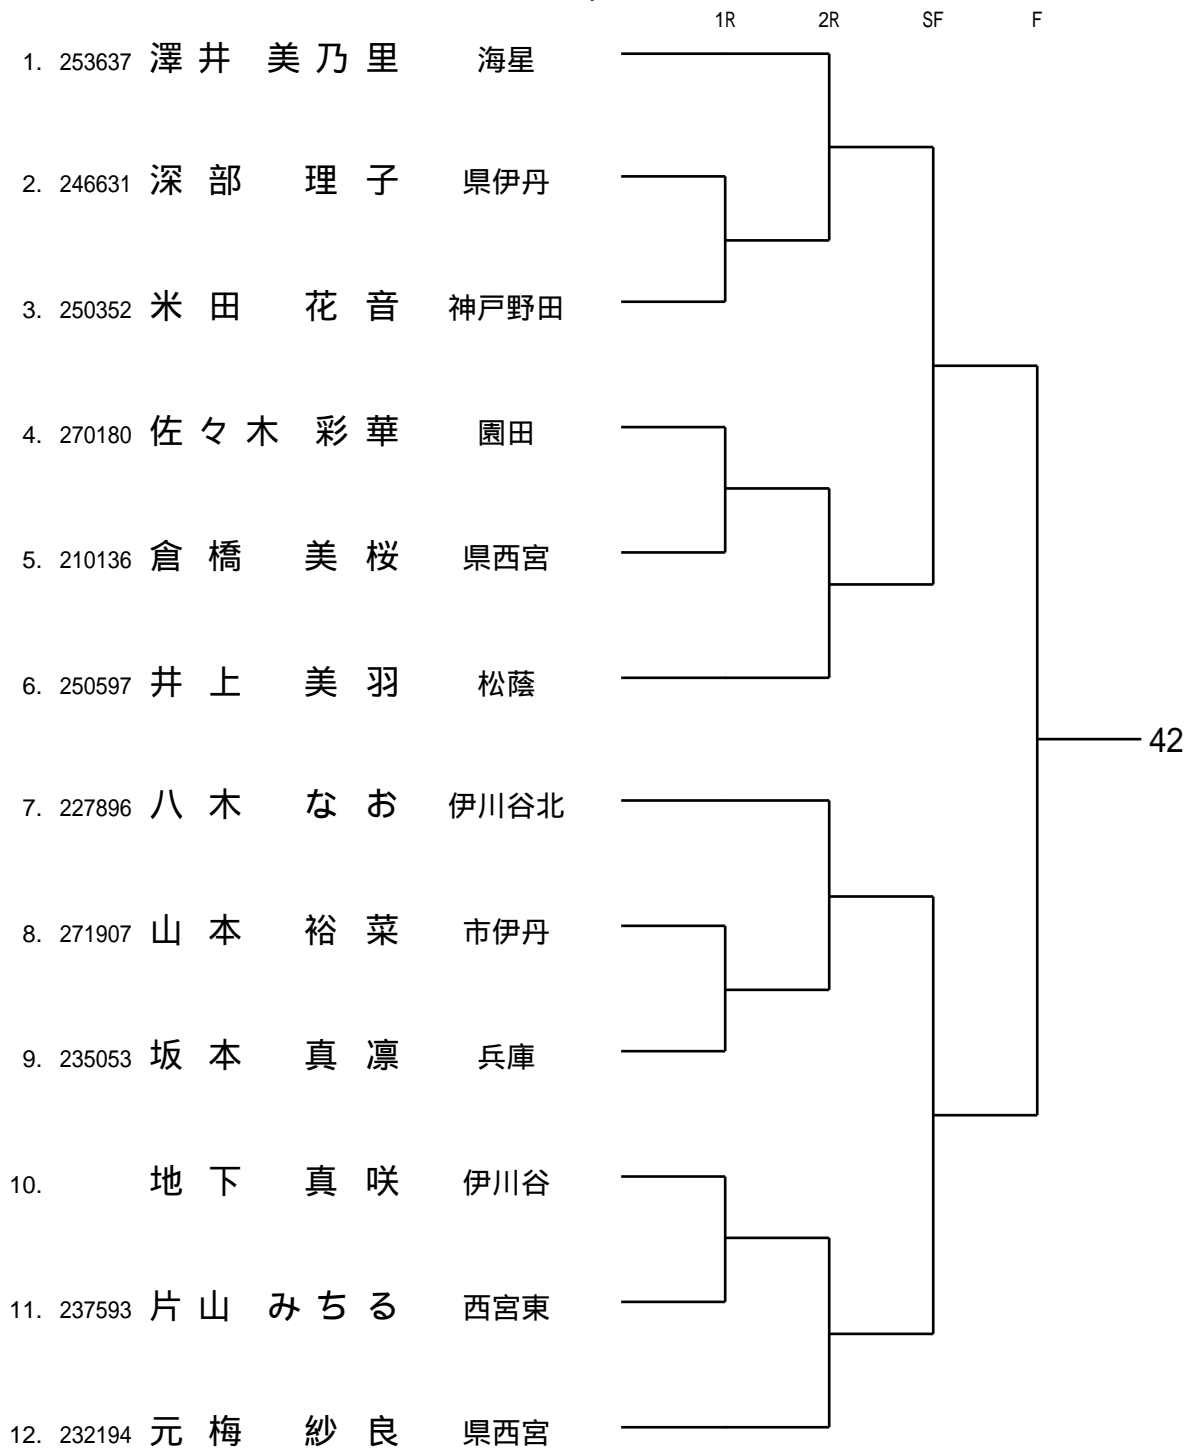 1R 2R SF F
1. 253637 澤井 美乃里 海星
2. 246631 深部 理子 県伊丹
3. 250352 米田 花音 神戸野田
4. 270180 佐々木 彩華 園田
5. 210136 倉橋 美桜 県西宮
6. 250597 井上 美羽 松蔭
42
7. 227896 八木 なお 伊川谷北
8. 271907 山本 裕菜 市伊丹
9. 235053 坂本 真凛 兵庫
10. 地下 真咲 伊川谷
11. 237593 片山 みちる 西宮東
12. 232194 元梅 紗良 県西宮